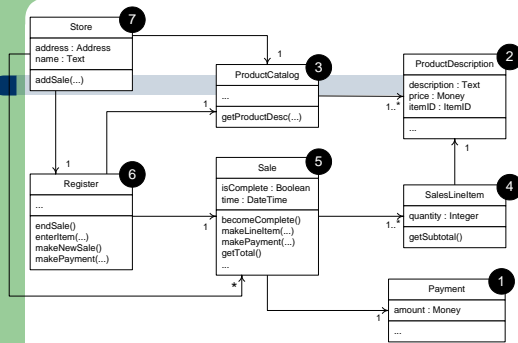 Store
7
address : Address
name : Text
addSale(...)
1
ProductCatalog
3
...
getProductDesc(...)
1
1..*
ProductDescription
2
description : Text
price : Money
itemID : ItemID
...
1
Register
6
...
endSale()
enterItem(...)
makeNewSale()
makePayment(...)
1
1
Sale
5
isComplete : Boolean
time : DateTime
becomeComplete()
makeLineItem(...)
makePayment(...)
getTotal()
...
*
1..*
SalesLineItem
4
quantity : Integer
getSubtotal()
1
Payment
1
amount : Money
...